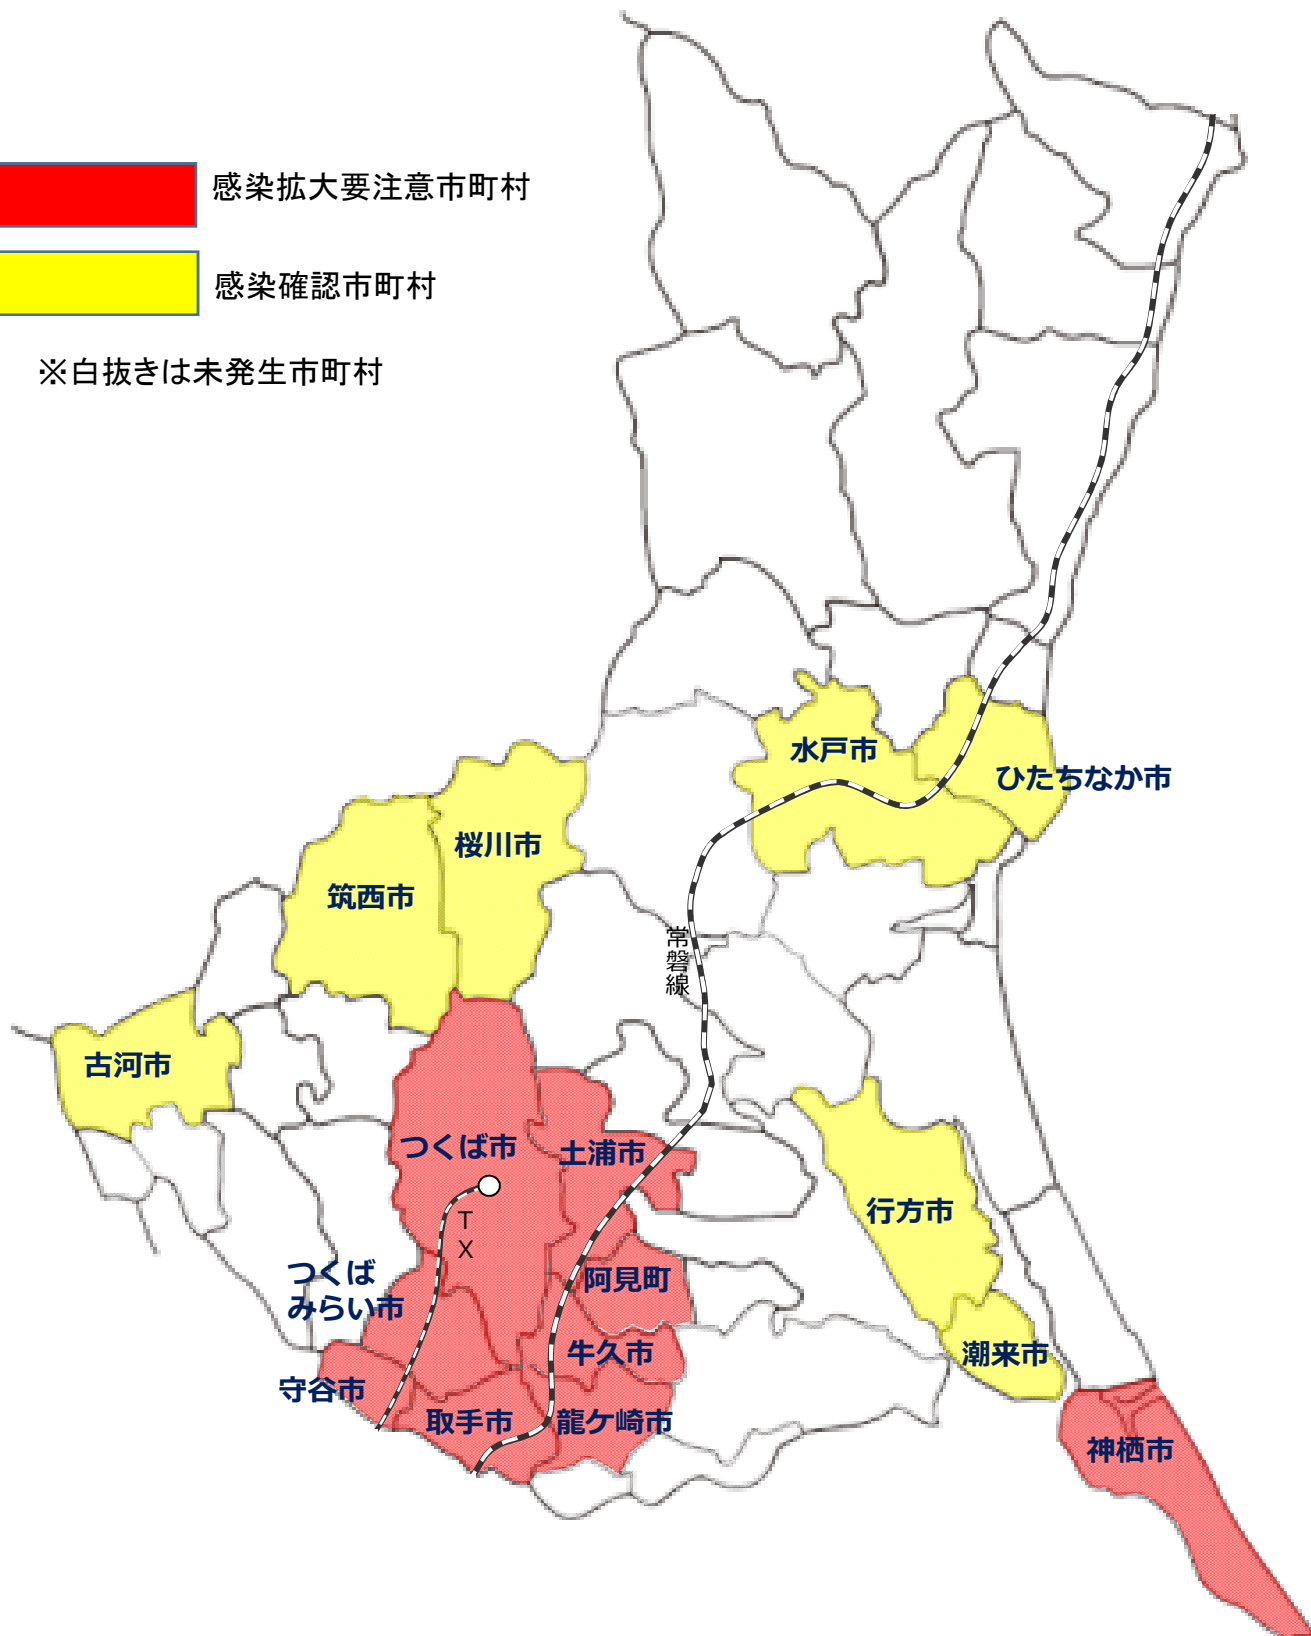 感染拡大要注意市町村
感染確認市町村
※白抜きは未発生市町村
水戸市
ひたちなか市
桜川市
筑西市
常磐線
古河市
つくば市
土浦市
行方市
TX
つくば
みらい市
阿見町
牛久市
潮来市
守谷市
取手市
龍ケ崎市
神栖市